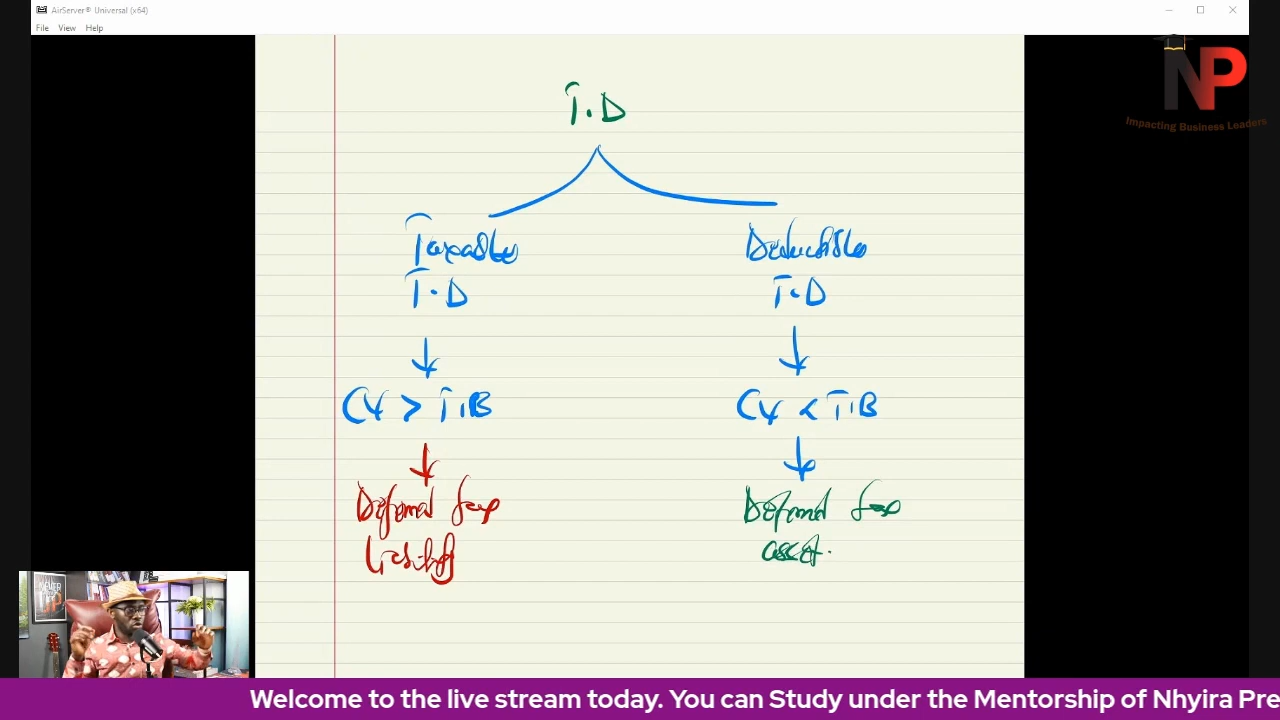 AirServer® Universal (x64)
File View Help
NP
Impacting Business Leaders
T.D
Taxable
T.D
Deductible
T.D
CV > T.B
CV < T.B
Deferred tax
liability
Deferred tax
asset.
Welcome to the live stream today. You can Study under the Mentorship of Nhyira Pre